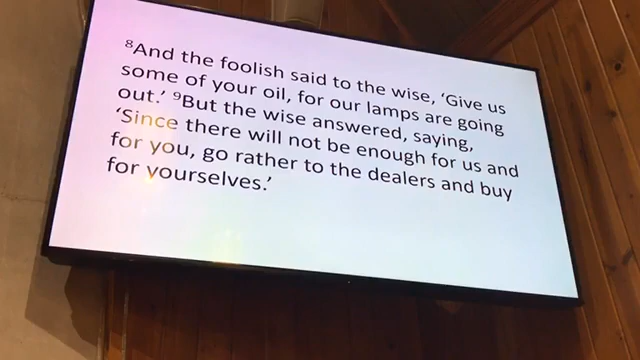 ⁸And the foolish said to the wise, ‘Give us
some of your oil, for our lamps are going
out.’ ⁹But the wise answered, saying,
‘Since there will not be enough for us and
for you, go rather to the dealers and buy
for yourselves.’